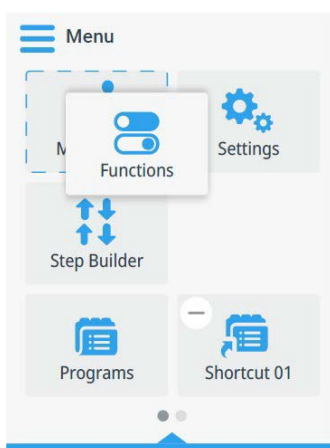 Menu
Functions
Settings
Step Builder
Programs
Shortcut 01